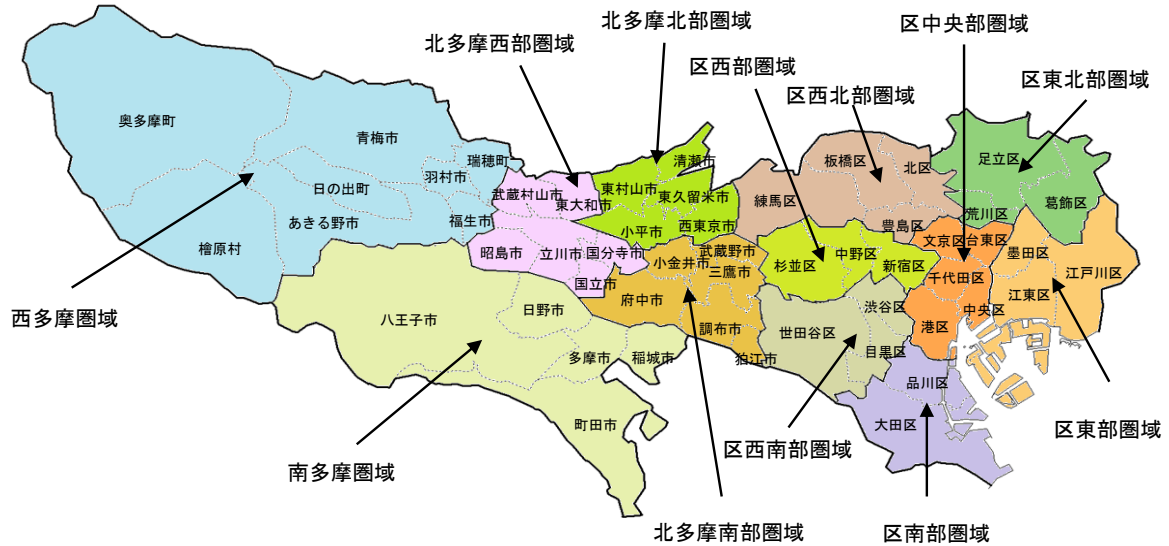 北多摩北部圏域
区中央部圏域
北多摩西部圏域
区西部圏域
区東北部圏域
区西北部圏域
奥多摩町
青梅市
瑞穂町
羽村市
日の出町
あきる野市
福生市
檜原村
武蔵村山市
東大和市
昭島市
立川市
国分寺市
国立市
清瀬市
東村山市
東久留米市
小平市
西東京市
小金井市
武蔵野市
三鷹市
府中市
調布市
狛江市
八王子市
日野市
多摩市
稲城市
町田市
練馬区
板橋区
北区
豊島区
足立区
荒川区
葛飾区
杉並区
中野区
新宿区
文京区
台東区
千代田区
中央区
港区
墨田区
江戸川区
江東区
世田谷区
渋谷区
目黒区
品川区
大田区
西多摩圏域
南多摩圏域
北多摩南部圏域
区西南部圏域
区南部圏域
区東部圏域